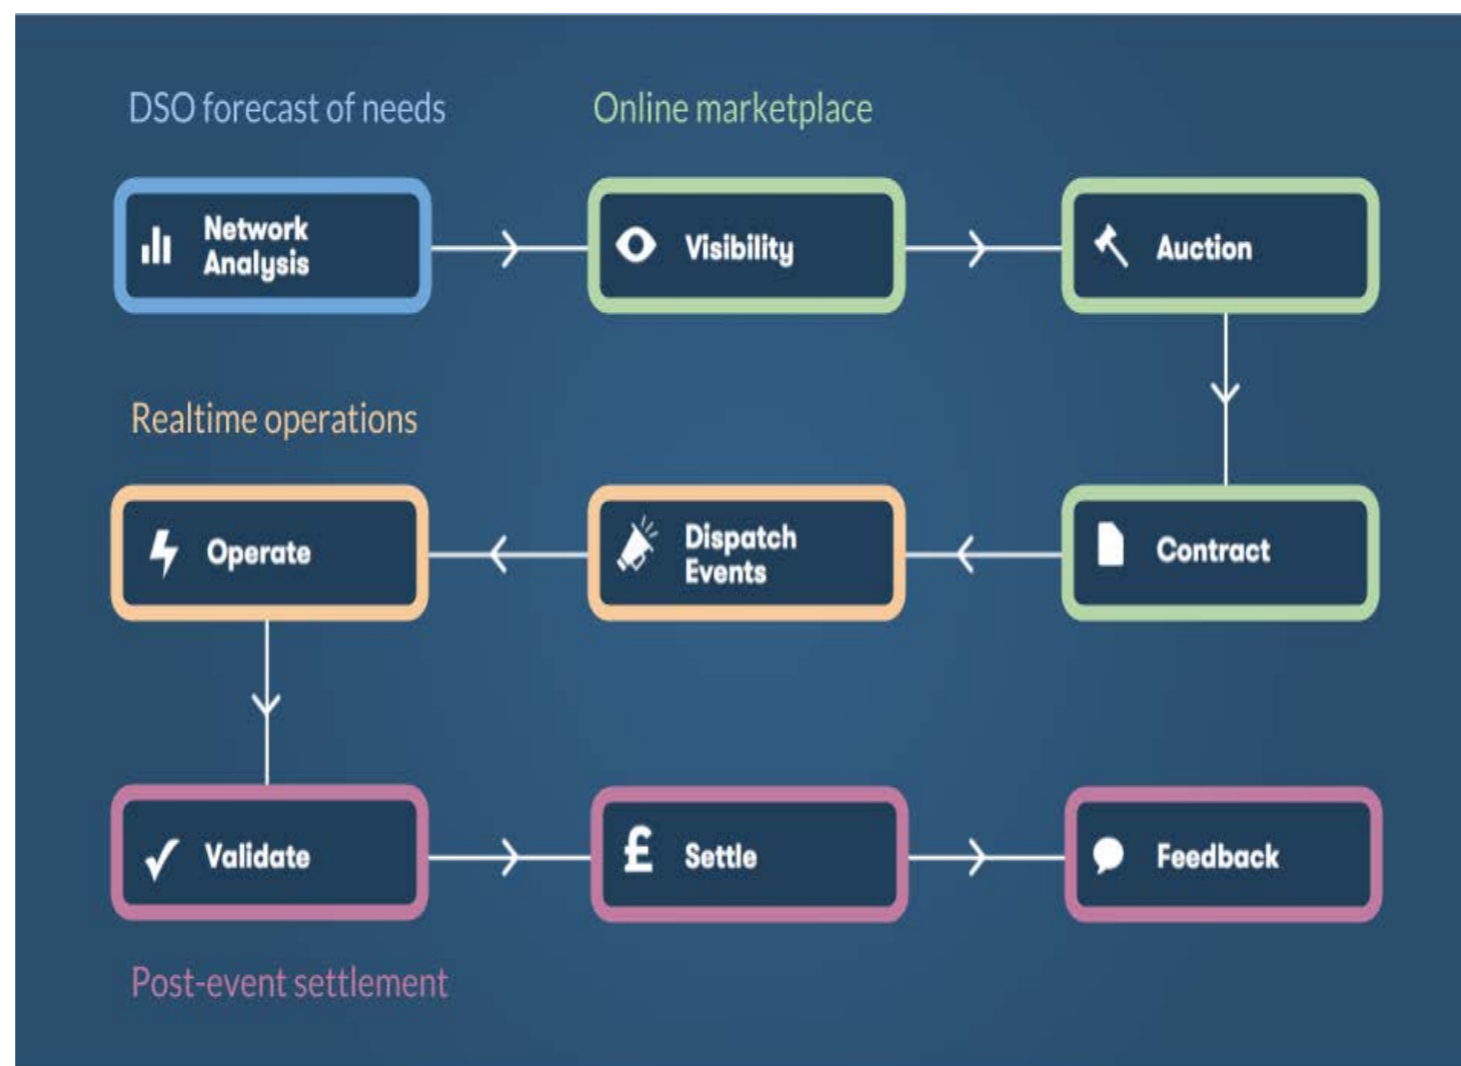 DSO forecast of needs
Online marketplace
Network
Analysis
Visibility
Auction
Realtime operations
Operate
Dispatch
Events
Contract
Validate
£
Settle
Feedback
Post-event settlement